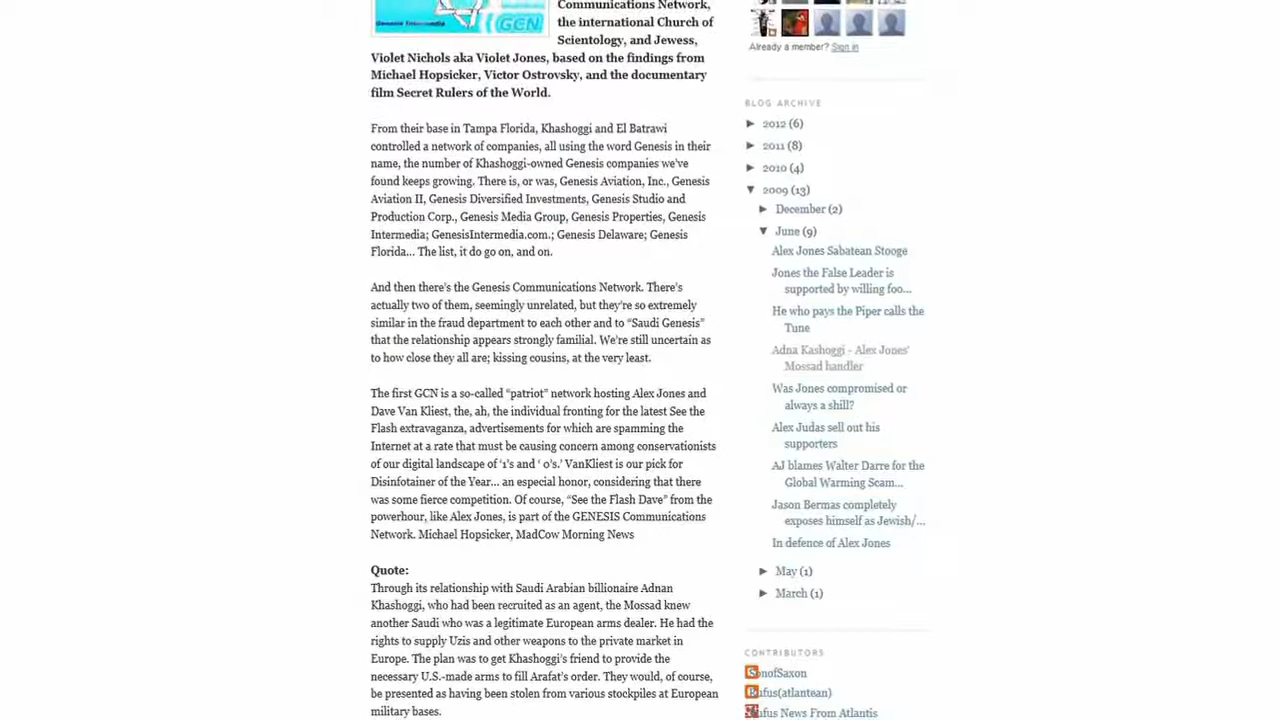 Communications Network,
the international Church of
Scientology, and Jewess,
Genesis Intermedia
GCN
Violet Nichols aka Violet Jones, based on the findings from
Michael Hopsicker, Victor Ostrovsky, and the documentary
film Secret Rulers of the World.
From their base in Tampa Florida, Khashoggi and El Batrawi
controlled a network of companies, all using the word Genesis in their
name, the number of Khashoggi-owned Genesis companies we've
found keeps growing. There is, or was, Genesis Aviation, Inc., Genesis
Aviation II, Genesis Diversified Investments, Genesis Studio and
Production Corp., Genesis Media Group, Genesis Properties, Genesis
Intermedia; GenesisIntermedia.com.; Genesis Delaware; Genesis
Florida... The list, it do go on, and on.
And then there's the Genesis Communications Network. There's
actually two of them, seemingly unrelated, but they're so extremely
similar in the fraud department to each other and to “Saudi Genesis”
that the relationship appears strongly familial. We're still uncertain as
to how close they all are; kissing cousins, at the very least.
The first GCN is a so-called “patriot” network hosting Alex Jones and
Dave Van Kliest, the, ah, the individual fronting for the latest See the
Flash extravaganza, advertisements for which are spamming the
Internet at a rate that must be causing concern among conservationists
of our digital landscape of ‘1’s and ‘ 0’s.’ VanKliest is our pick for
Disinfotainer of the Year... an especial honor, considering that there
was some fierce competition. Of course, “See the Flash Dave” from the
powerhour, like Alex Jones, is part of the GENESIS Communications
Network. Michael Hopsicker, MadCow Morning News
Quote:
Through its relationship with Saudi Arabian billionaire Adnan
Khashoggi, who had been recruited as an agent, the Mossad knew
another Saudi who was a legitimate European arms dealer. He had the
rights to supply Uzis and other weapons to the private market in
Europe. The plan was to get Khashoggi's friend to provide the
necessary U.S.-made arms to fill Arafat's order. They would, of course,
be presented as having been stolen from various stockpiles at European
military bases.
Already a member? Sign in
BLOG ARCHIVE
► 2012 (6)
► 2011 (8)
► 2010 (4)
▼ 2009 (13)
► December (2)
▼ June (9)
Alex Jones Sabatean Stooge
Jones the False Leader is
supported by willing foo...
He who pays the Piper calls the
Tune
Adna Kashoggi - Alex Jones'
Mossad handler
Was Jones compromised or
always a shill?
Alex Judas sell out his
supporters
AJ blames Walter Darre for the
Global Warming Scam...
Jason Bermas completely
exposes himself as Jewish/...
In defence of Alex Jones
► May (1)
► March (1)
CONTRIBUTORS
SonofSaxon
Rufus(atlantean)
Rufus News From Atlantis